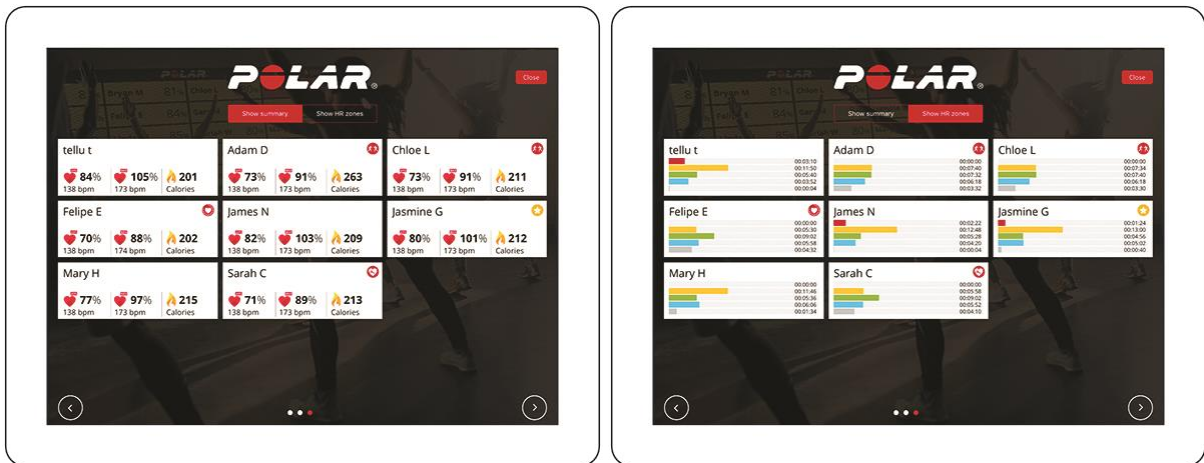 POLAR®
Close
Show summary
Show HR zones
tellu t
84% 105% 201
138 bpm 173 bpm Calories
Adam D
73% 91% 263
138 bpm 173 bpm Calories
Chloe L
73% 91% 211
138 bpm 173 bpm Calories
Felipe E
70% 88% 202
138 bpm 174 bpm Calories
James N
82% 103% 209
138 bpm 173 bpm Calories
Jasmine G
80% 101% 212
138 bpm 173 bpm Calories
Mary H
77% 97% 215
138 bpm 173 bpm Calories
Sarah C
71% 89% 213
138 bpm 173 bpm Calories
POLAR®
Close
Show summary
Show HR zones
tellu t
00:03:10
00:11:50
00:05:40
00:03:52
00:00:04
Adam D
00:00:00
00:07:40
00:07:32
00:06:18
00:03:32
Chloe L
00:00:00
00:07:34
00:07:40
00:06:18
00:03:30
Felipe E
00:00:00
00:05:30
00:09:02
00:05:58
00:04:32
James N
00:02:22
00:12:48
00:05:28
00:04:20
00:00:04
Jasmine G
00:01:24
00:13:00
00:04:56
00:05:02
00:00:40
Mary H
00:00:00
00:11:46
00:05:36
00:06:06
00:01:34
Sarah C
00:00:00
00:05:58
00:09:02
00:05:52
00:04:10